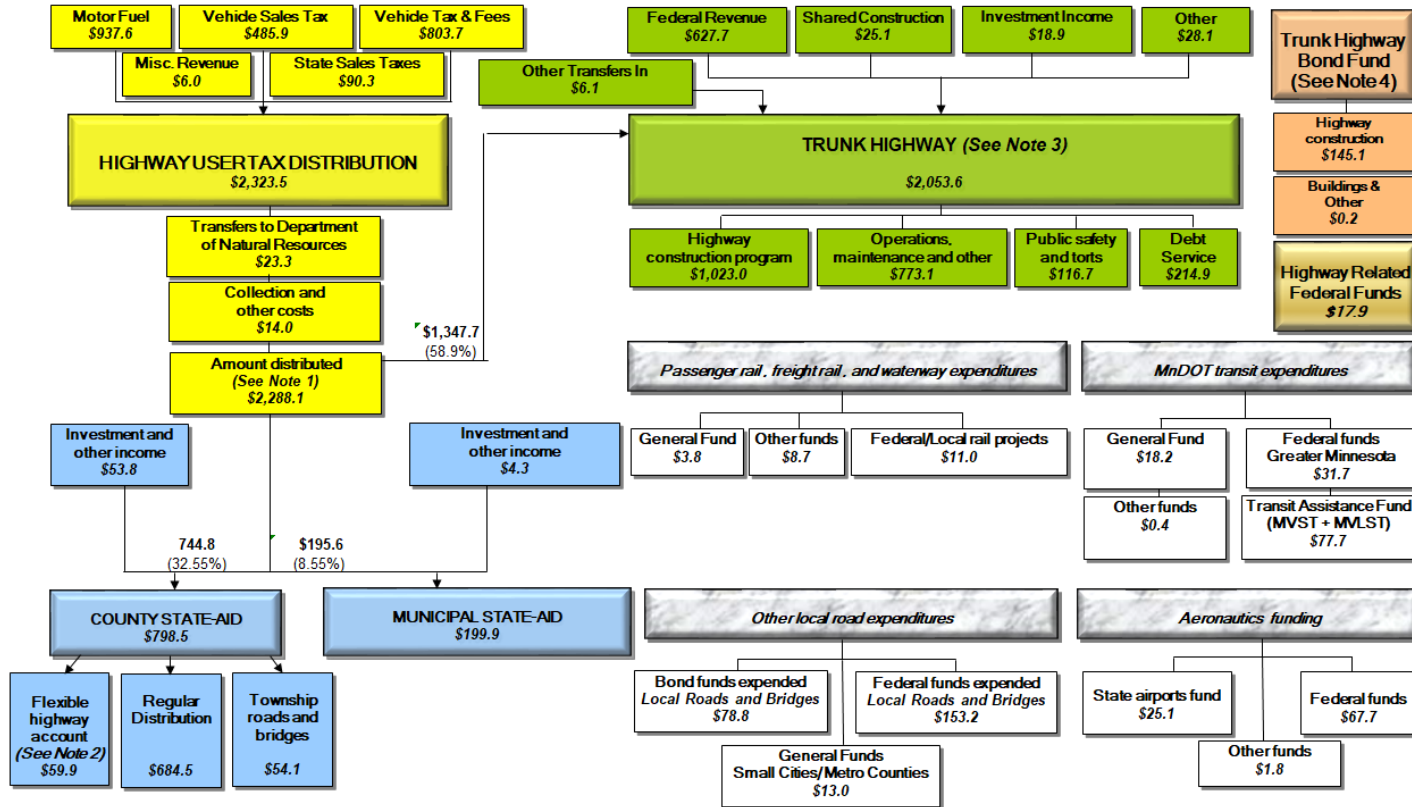 Motor Fuel
$937.6
Vehicle Sales Tax
$485.9
Vehicle Tax & Fees
$803.7
Misc. Revenue
$6.0
State Sales Taxes
$90.3
HIGHWAY USER TAX DISTRIBUTION
$2,323.5
Transfers to Department
of Natural Resources
$23.3
Collection and
other costs
$14.0
Amount distributed
(See Note 1)
$2,288.1
$1,347.7
(58.9%)
Federal Revenue
$627.7
Shared Construction
$25.1
Investment Income
$18.9
Other
$28.1
Other Transfers In
$6.1
TRUNK HIGHWAY (See Note 3)
$2,053.6
Highway
construction program
$1,023.0
Operations,
maintenance and other
$773.1
Public safety
and torts
$116.7
Debt
Service
$214.9
Trunk Highway
Bond Fund
(See Note 4)
Highway
construction
$145.1
Buildings &
Other
$0.2
Highway Related
Federal Funds
$17.9
Investment and
other income
$53.8
Investment and
other income
$4.3
744.8
(32.55%)
$195.6
(8.55%)
COUNTY STATE-AID
$798.5
MUNICIPAL STATE-AID
$199.9
Flexible
highway
account
(See Note 2)
$59.9
Regular
Distribution
$684.5
Township
roads and
bridges
$54.1
Passenger rail, freight rail, and waterway expenditures
General Fund
$3.8
Other funds
$8.7
Federal/Local rail projects
$11.0
MnDOT transit expenditures
General Fund
$18.2
Federal funds
Greater Minnesota
$31.7
Other funds
$0.4
Transit Assistance Fund
(MVST + MVLST)
$77.7
Other local road expenditures
Bond funds expended
Local Roads and Bridges
$78.8
Federal funds expended
Local Roads and Bridges
$153.2
General Funds
Small Cities/Metro Counties
$13.0
Aeronautics funding
State airports fund
$25.1
Federal funds
$67.7
Other funds
$1.8